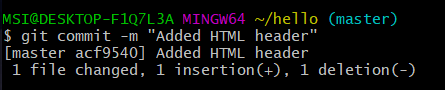 MSI@DESKTOP-F1Q7L3A MINGW64 ~/hello (master)
$ git commit -m "Added HTML header"
[master acf9540] Added HTML header
 1 file changed, 1 insertion(+), 1 deletion(-)